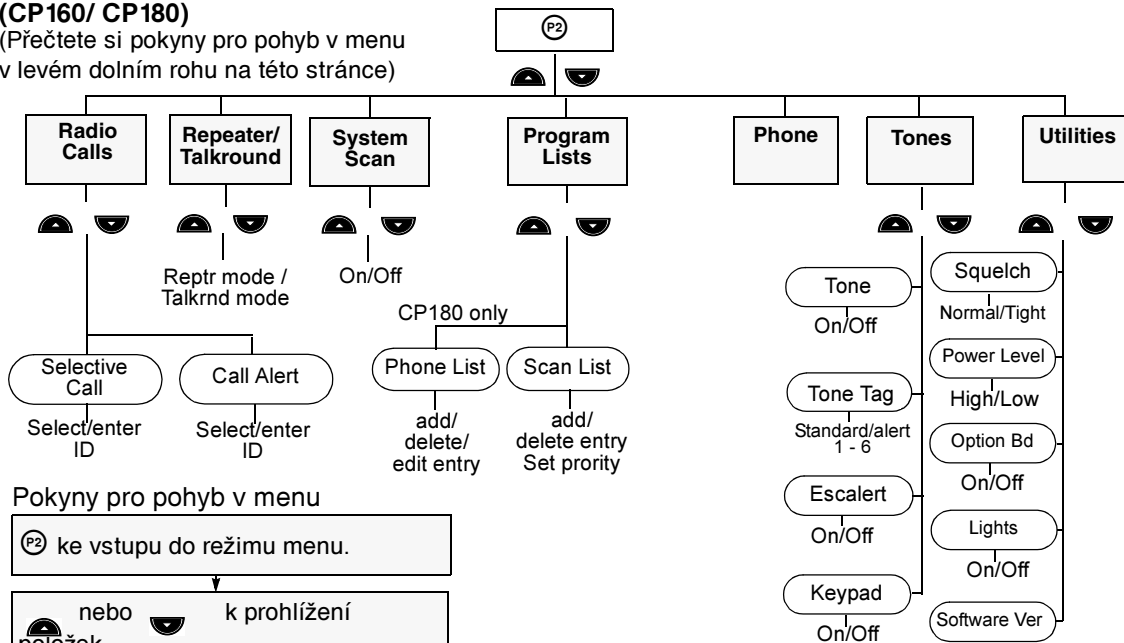 (CP160/ CP180)
(Přečtete si pokyny pro pohyb v menu
v levém dolním rohu na této stránce)
P2
Radio
Calls
Repeater/
Talkround
System
Scan
Program
Lists
Phone
Tones
Utilities
Reptr mode /
Talkrnd mode
On/Off
CP180 only
Selective
Call
Select/enter
ID
Call Alert
Select/enter
ID
Phone List
add/
delete/
edit entry
Scan List
add/
delete entry
Set prority
Tone
On/Off
Tone Tag
Standard/alert
1 - 6
Escalert
On/Off
Keypad
On/Off
Squelch
Normal/Tight
Power Level
High/Low
Option Bd
On/Off
Lights
On/Off
Software Ver
Pokyny pro pohyb v menu
P2 ke vstupu do režimu menu.
nebo k prohlížení
položek